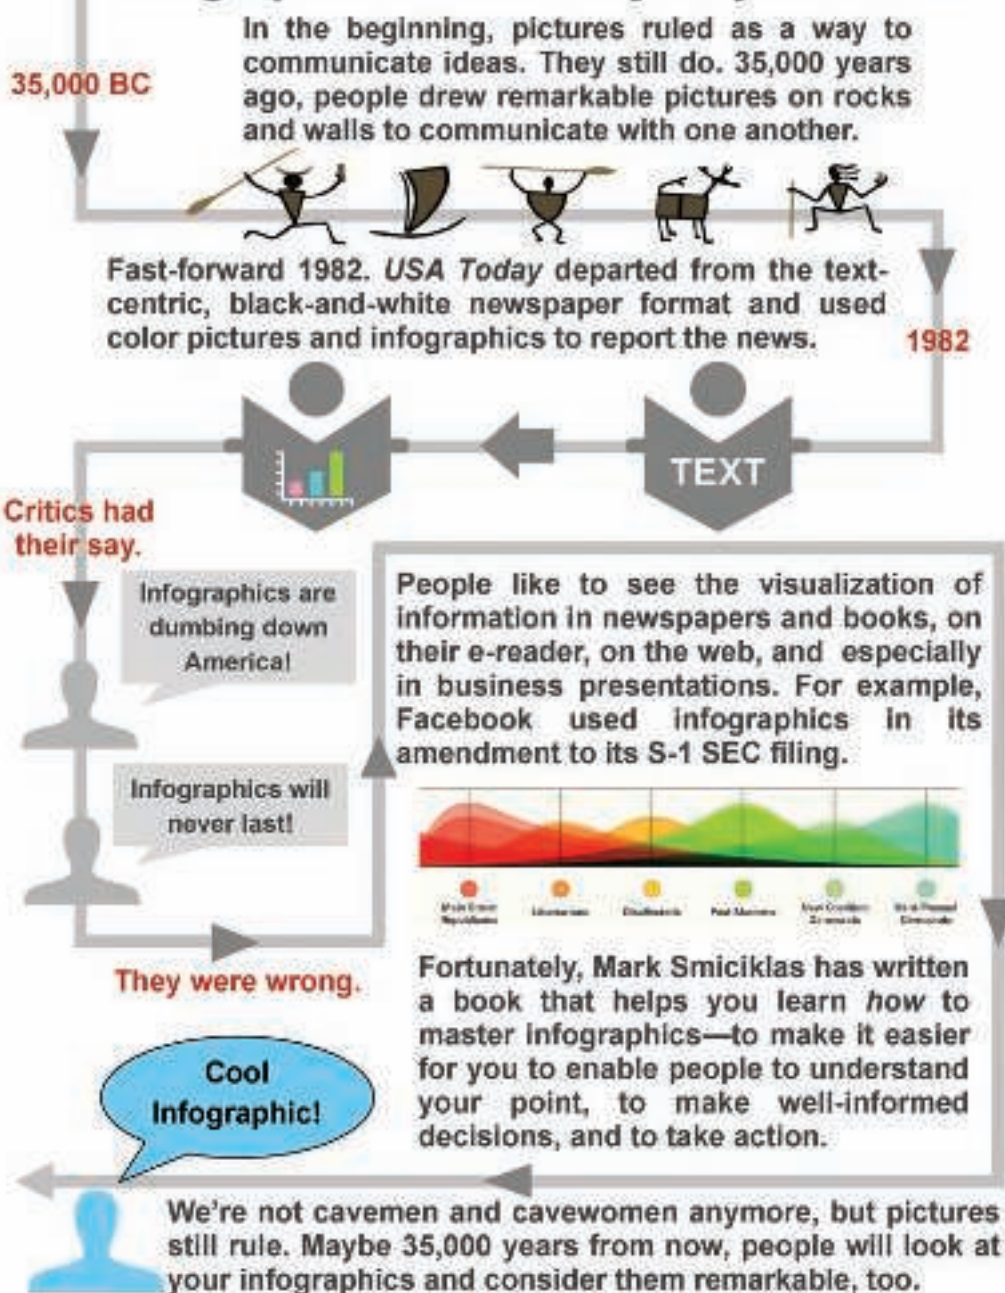 In the beginning, pictures ruled as a way to
communicate ideas. They still do. 35,000 years
ago, people drew remarkable pictures on rocks
and walls to communicate with one another.
35,000 BC
Fast-forward 1982. USA Today departed from the text-
centric, black-and-white newspaper format and used
color pictures and infographics to report the news.
1982
TEXT
Critics had
their say.
Infographics are
dumbing down
America!
Infographics will
never last!
They were wrong.
People like to see the visualization of
information in newspapers and books, on
their e-reader, on the web, and especially
in business presentations. For example,
Facebook used infographics in its
amendment to its S-1 SEC filing.
Libertarians
Disaffecteds
Post-Moderns
Fortunately, Mark Smiciklas has written
a book that helps you learn how to
master infographics—to make it easier
for you to enable people to understand
your point, to make well-informed
decisions, and to take action.
Cool
Infographic!
We're not cavemen and cavewomen anymore, but pictures
still rule. Maybe 35,000 years from now, people will look at
your infographics and consider them remarkable, too.